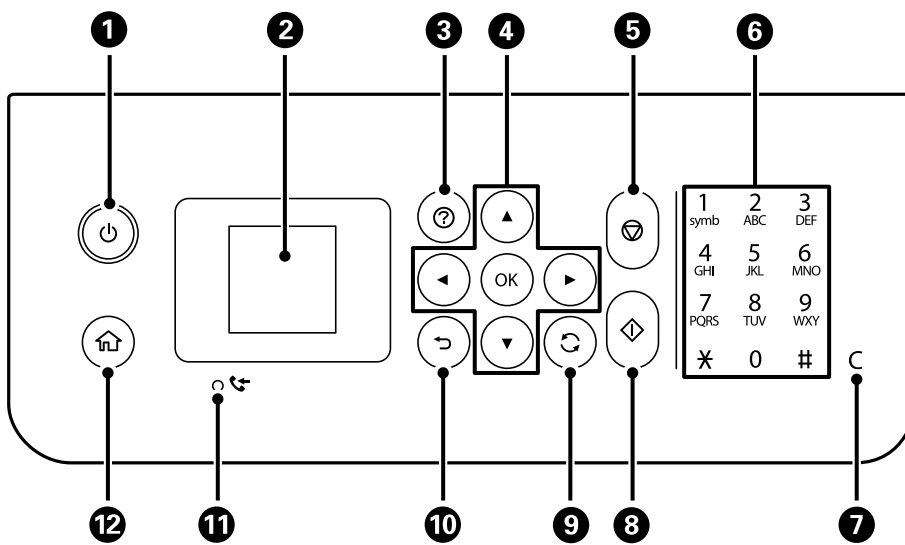 1 2 3 4 5 6
?
OK
1 2 3
symb ABC DEF
4 5 6
GHI JKL MNO
7 8 9
PQRS TUV WXY
* 0 #
C
12 11 10 9 8 7